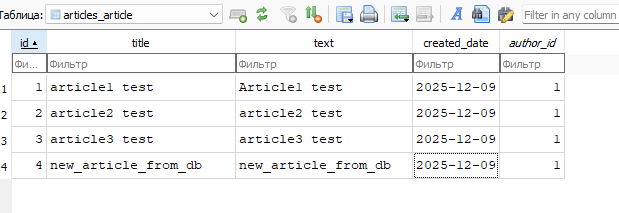 Таблица: articles_article Filter in any column
id title text created_date author_id
Фи... Фильтр Фильтр Фильтр Фильтр
1 1 article1 test Article1 test 2025-12-09 1
2 2 article2 test article2 test 2025-12-09 1
3 3 article3 test article3 test 2025-12-09 1
4 4 new_article_from_db new_article_from_db 2025-12-09 1